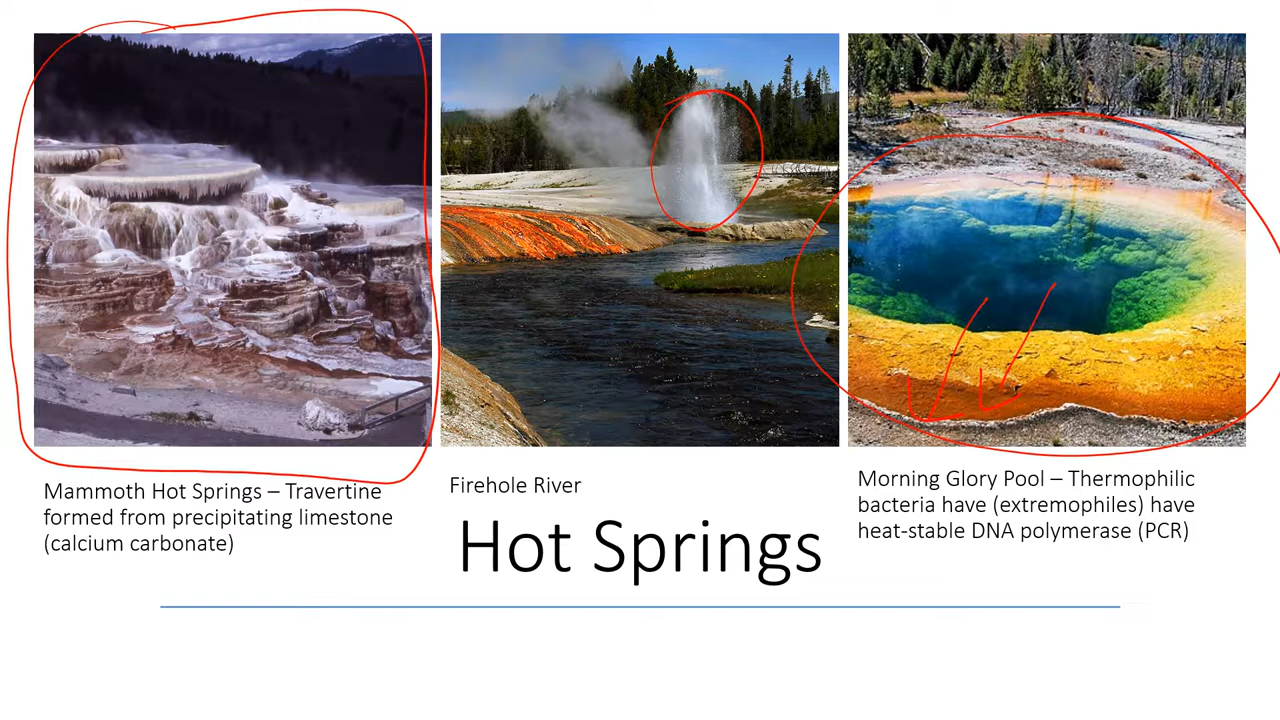 Mammoth Hot Springs – Travertine
formed from precipitating limestone
(calcium carbonate)
Firehole River
Morning Glory Pool – Thermophilic
bacteria have (extremophiles) have
heat-stable DNA polymerase (PCR)
Hot Springs